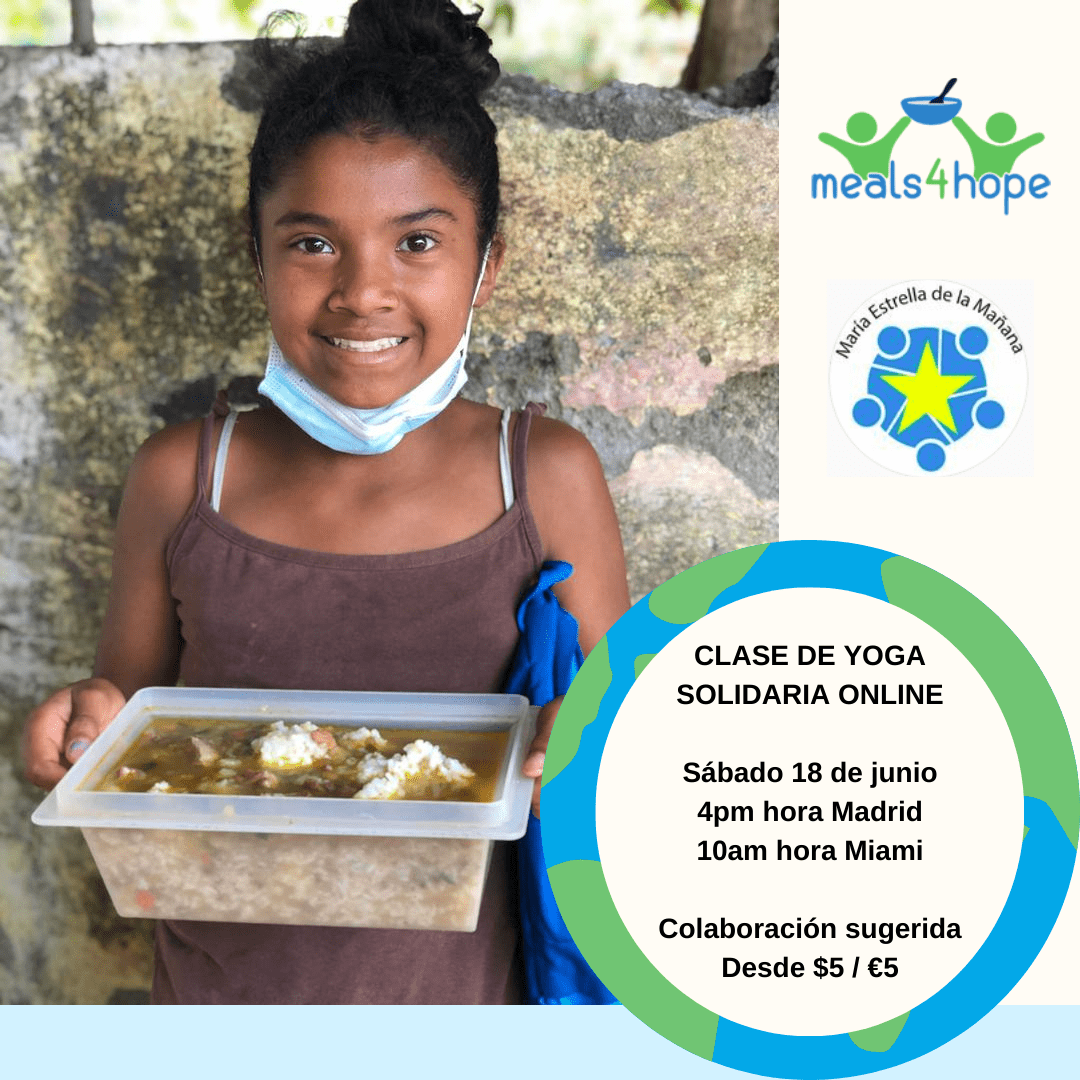 meals4hope
María Estrella de la Mañana
CLASE DE YOGA
SOLIDARIA ONLINE
Sábado 18 de junio
4pm hora Madrid
10am hora Miami
Colaboración sugerida
Desde $5 / €5